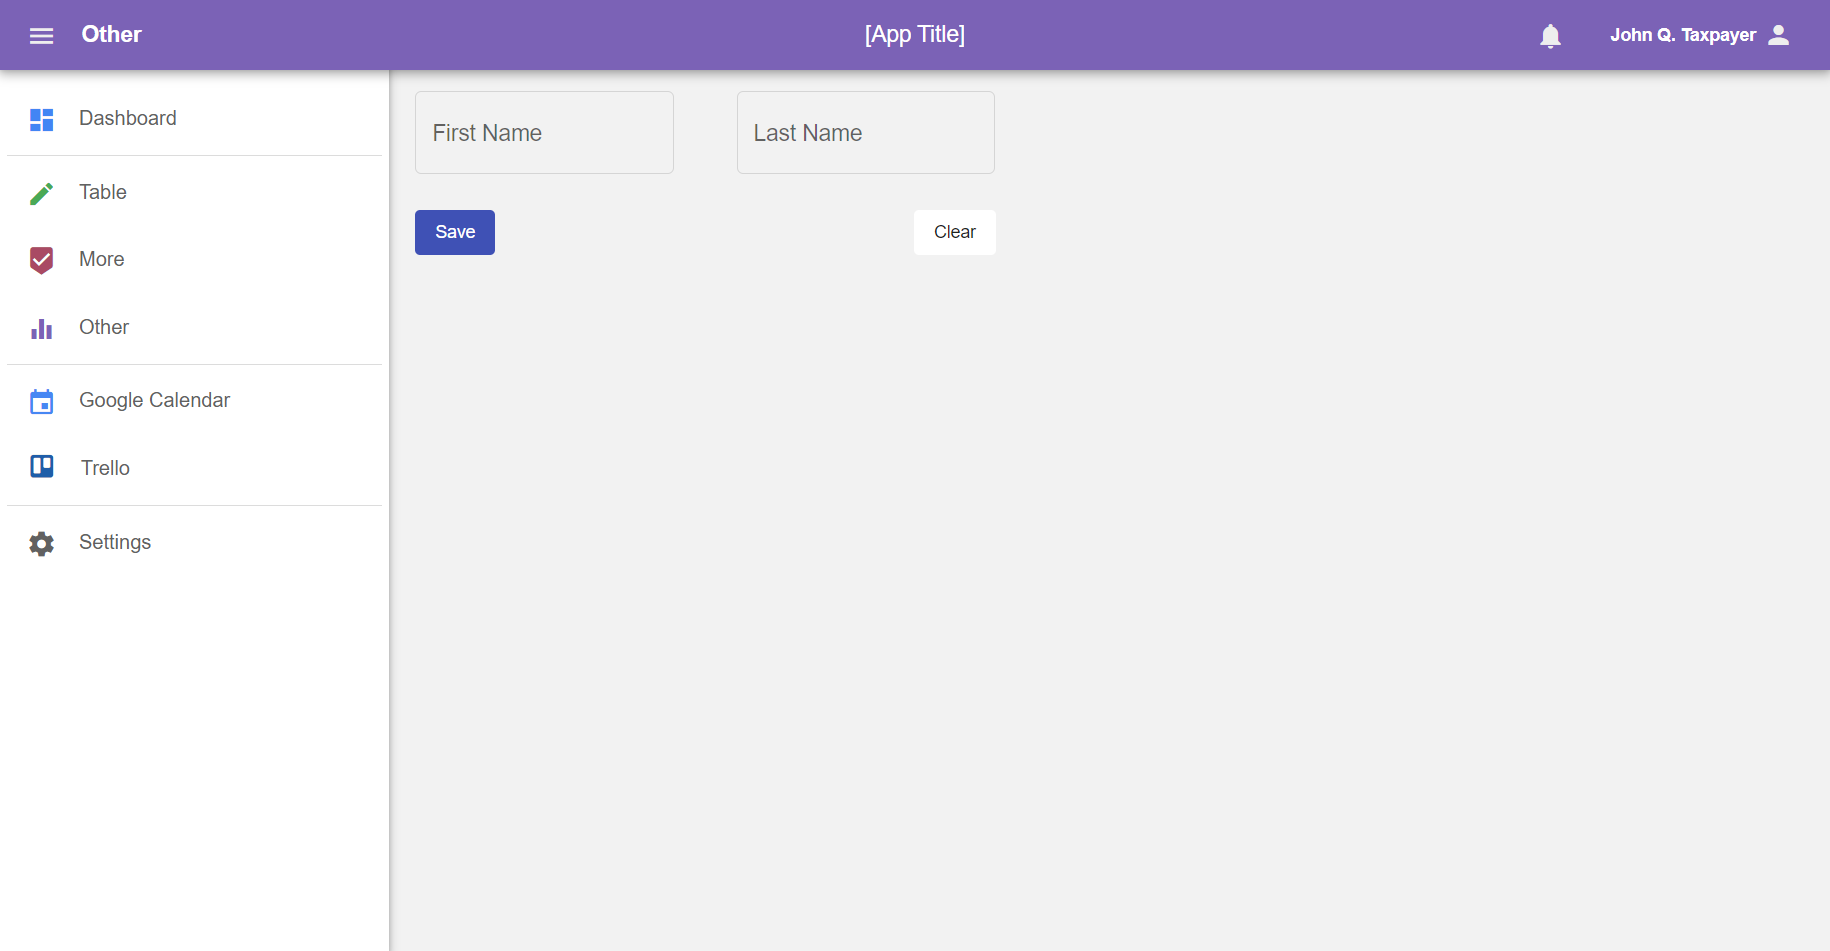 Other
[App Title]
John Q. Taxpayer
Dashboard
Table
More
Other
Google Calendar
Trello
Settings
First Name
Last Name
Save
Clear